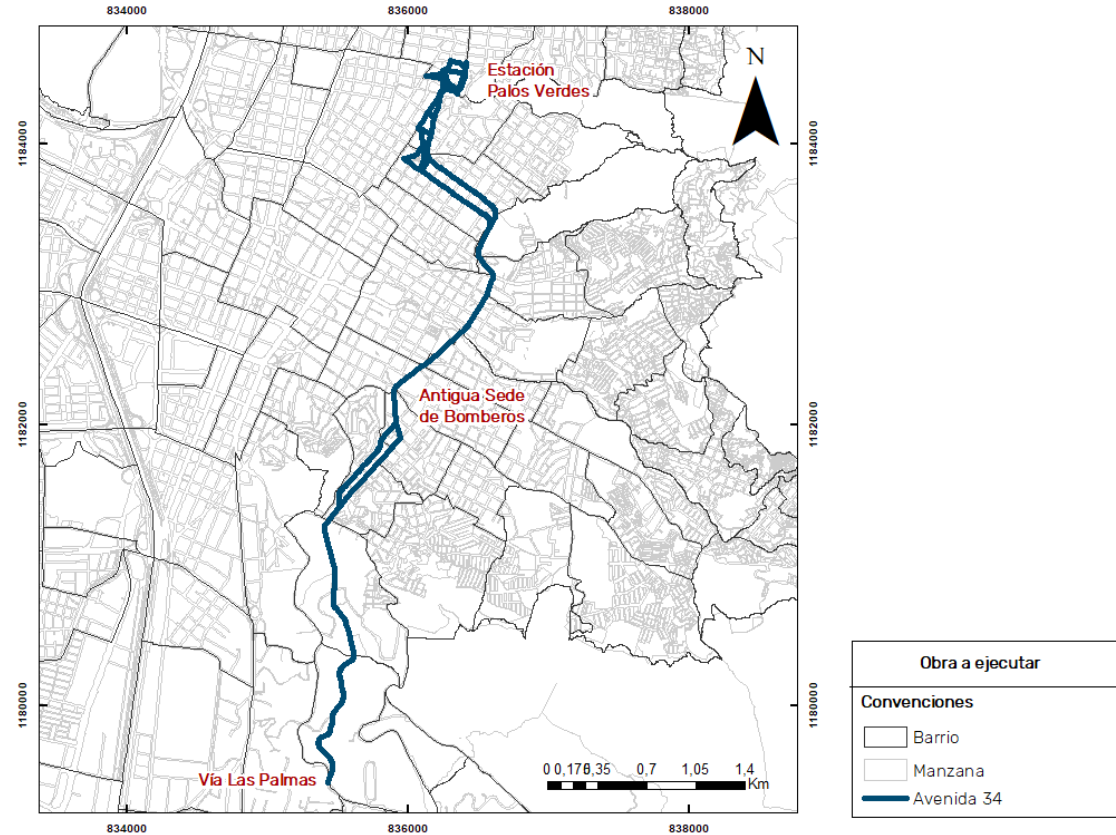 834000 836000 838000
N
Estación
Palos Verdes
1184000 1184000
Antigua Sede
de Bomberos
1182000 1182000
1180000 1180000
Vía Las Palmas
0 0,175 0,35 0,7 1,05 1,4
Km
834000 836000 838000
Obra a ejecutar
Convenciones
Barrio
Manzana
Avenida 34